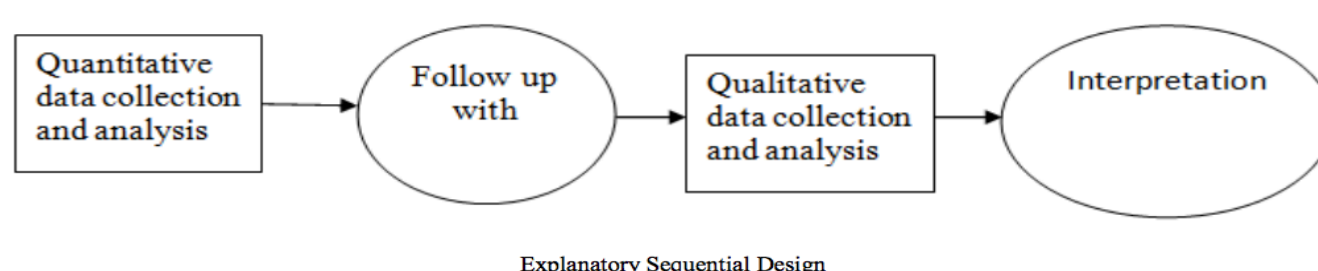 Quantitative
data collection
and analysis
Follow up
with
Qualitative
data collection
and analysis
Interpretation
Explanatory Sequential Design